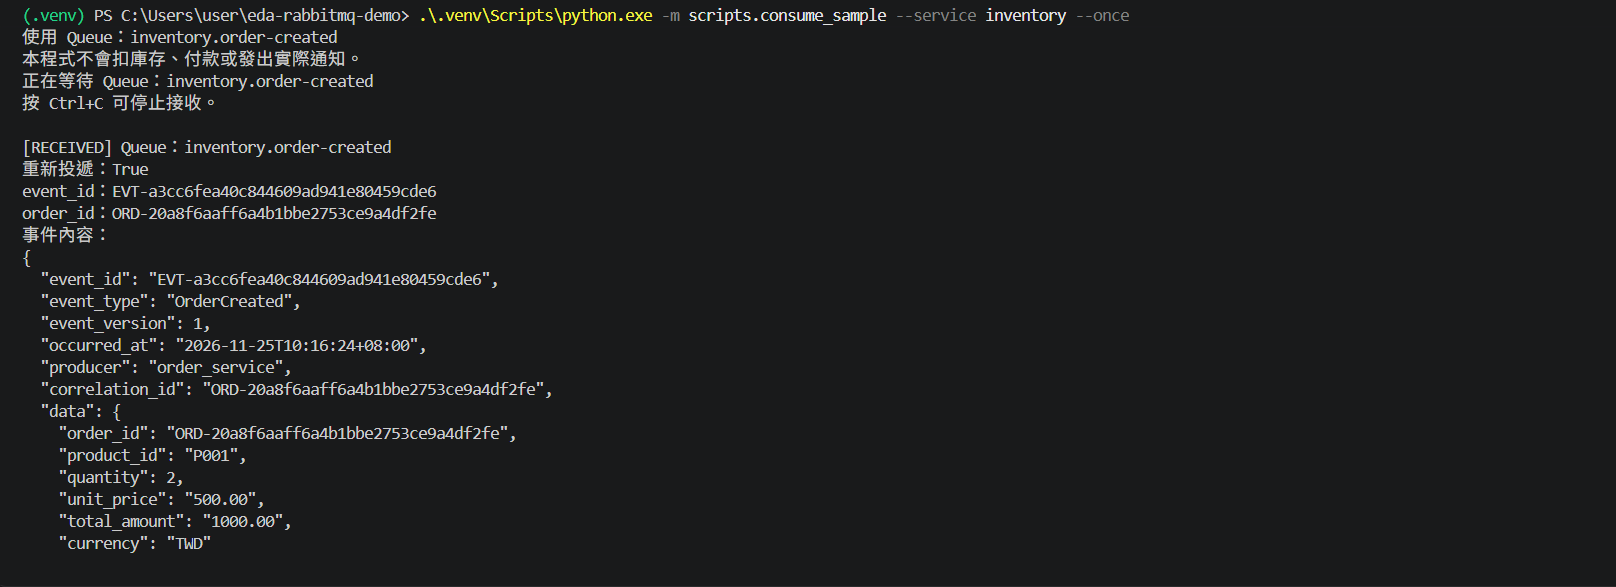 (.venv) PS C:\Users\user\eda-rabbitmq-demo> .\.venv\Scripts\python.exe -m scripts.consume_sample --service inventory --once
使用 Queue：inventory.order-created
本程式不會扣庫存、付款或發出實際通知。
正在等待 Queue：inventory.order-created
按 Ctrl+C 可停止接收。

[RECEIVED] Queue：inventory.order-created
重新投遞：True
event_id：EVT-a3cc6fea40c844609ad941e80459cde6
order_id：ORD-20a8f6aaff6a4b1bbe2753ce9a4df2fe
事件內容：
{
  "event_id": "EVT-a3cc6fea40c844609ad941e80459cde6",
  "event_type": "OrderCreated",
  "event_version": 1,
  "occurred_at": "2026-11-25T10:16:24+08:00",
  "producer": "order_service",
  "correlation_id": "ORD-20a8f6aaff6a4b1bbe2753ce9a4df2fe",
  "data": {
    "order_id": "ORD-20a8f6aaff6a4b1bbe2753ce9a4df2fe",
    "product_id": "P001",
    "quantity": 2,
    "unit_price": "500.00",
    "total_amount": "1000.00",
    "currency": "TWD"